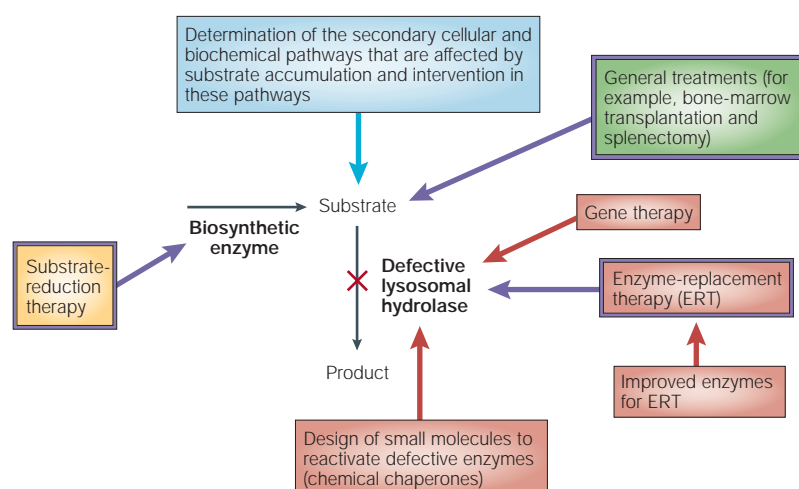 Determination of the secondary cellular and
biochemical pathways that are affected by
substrate accumulation and intervention in
these pathways
General treatments (for
example, bone-marrow
transplantation and
splenectomy)
Substrate
Biosynthetic
enzyme
Gene therapy
Substrate-
reduction
therapy
Defective
lysosomal
hydrolase
Enzyme-replacement
therapy (ERT)
Product
Improved enzymes
for ERT
Design of small molecules to
reactivate defective enzymes
(chemical chaperones)